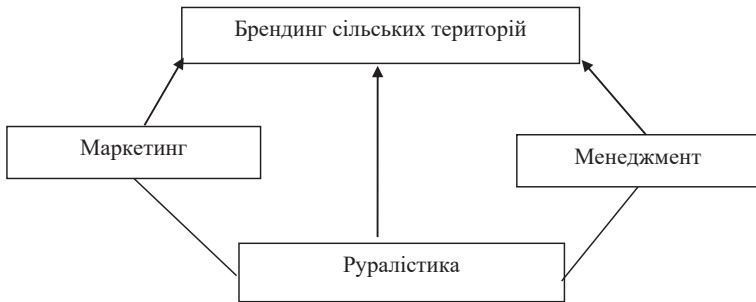 Брендинг сільських територій
Маркетинг
Менеджмент
Руралістика